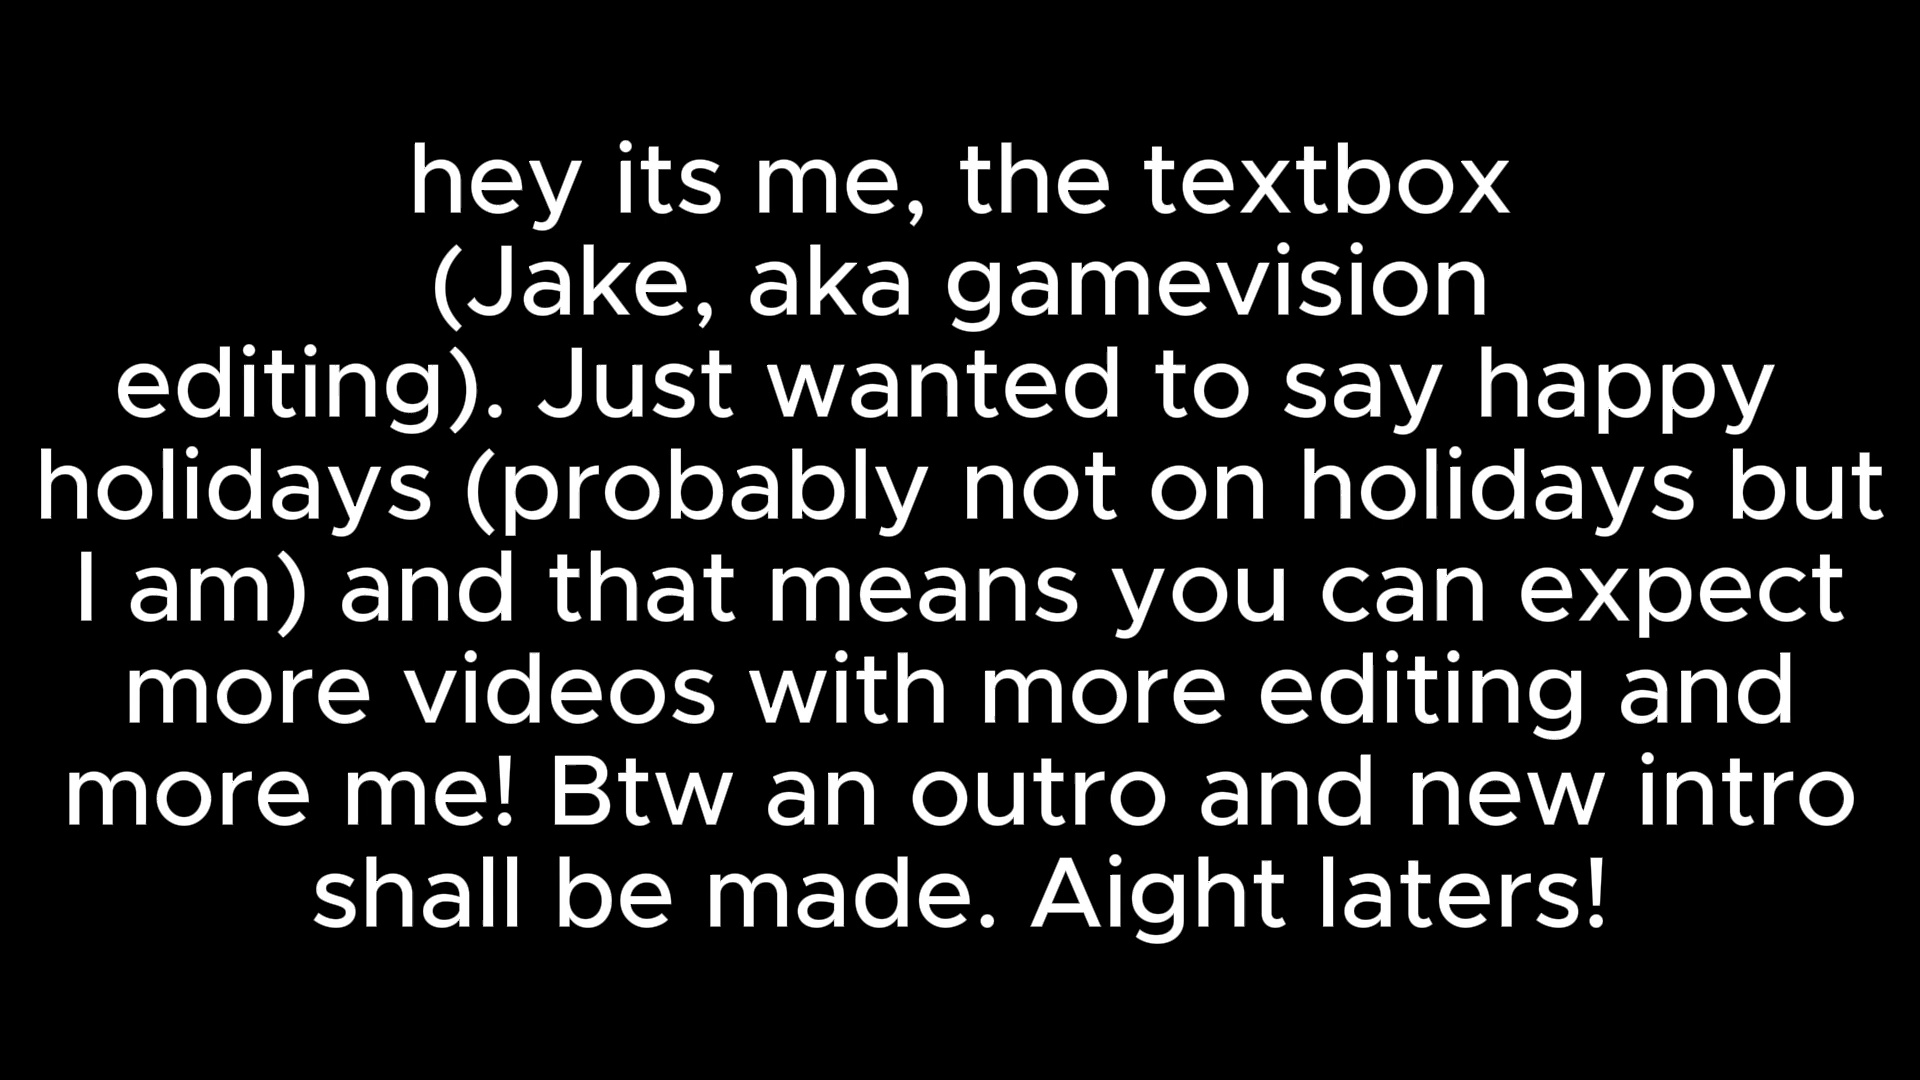 hey its me, the textbox
(Jake, aka gamevision
editing). Just wanted to say happy
holidays (probably not on holidays but
I am) and that means you can expect
more videos with more editing and
more me! Btw an outro and new intro
shall be made. Aight laters!